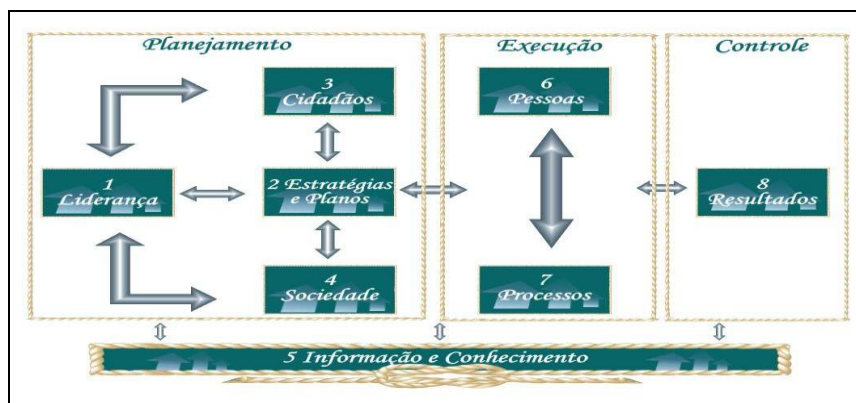 Planejamento
Execução
Controle
3
Cidadãos
6
Pessoas
1
Liderança
2 Estratégias
e Planos
8
Resultados
4
Sociedade
7
Processos
5 Informação e Conhecimento